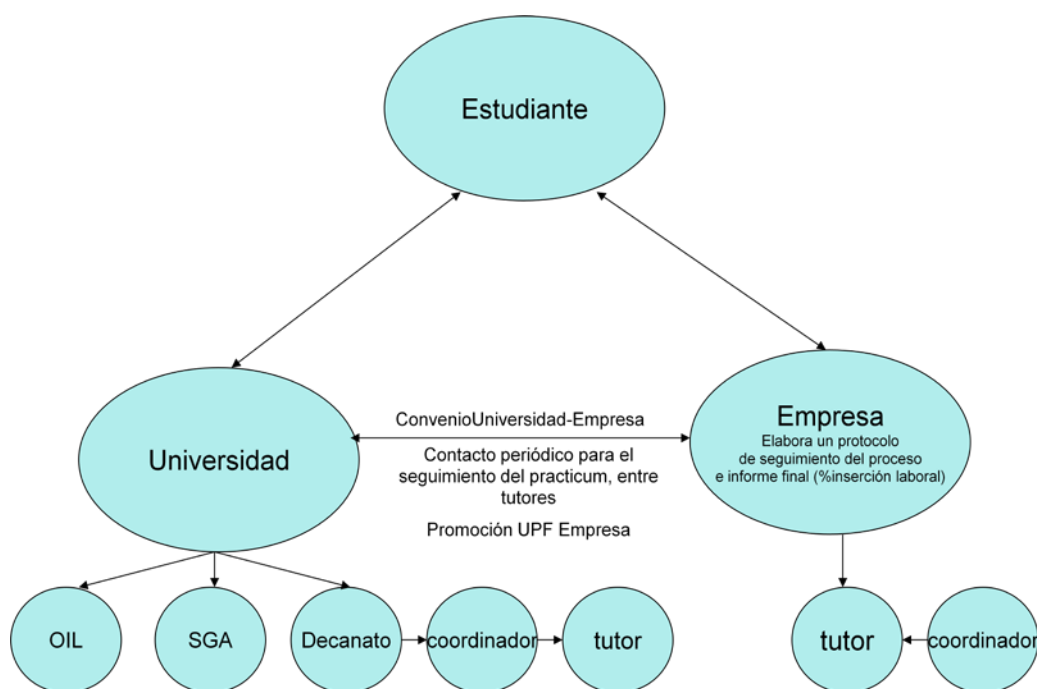 Estudiante
ConvenioUniversidad-Empresa
Universidad
Contacto periódico para el
seguimiento del practicum, entre
tutores
Promoción UPF Empresa
Empresa
Elabora un protocolo
de seguimiento del proceso
e informe final (%inserción laboral)
OIL
SGA
Decanato
coordinador
tutor
tutor
coordinador